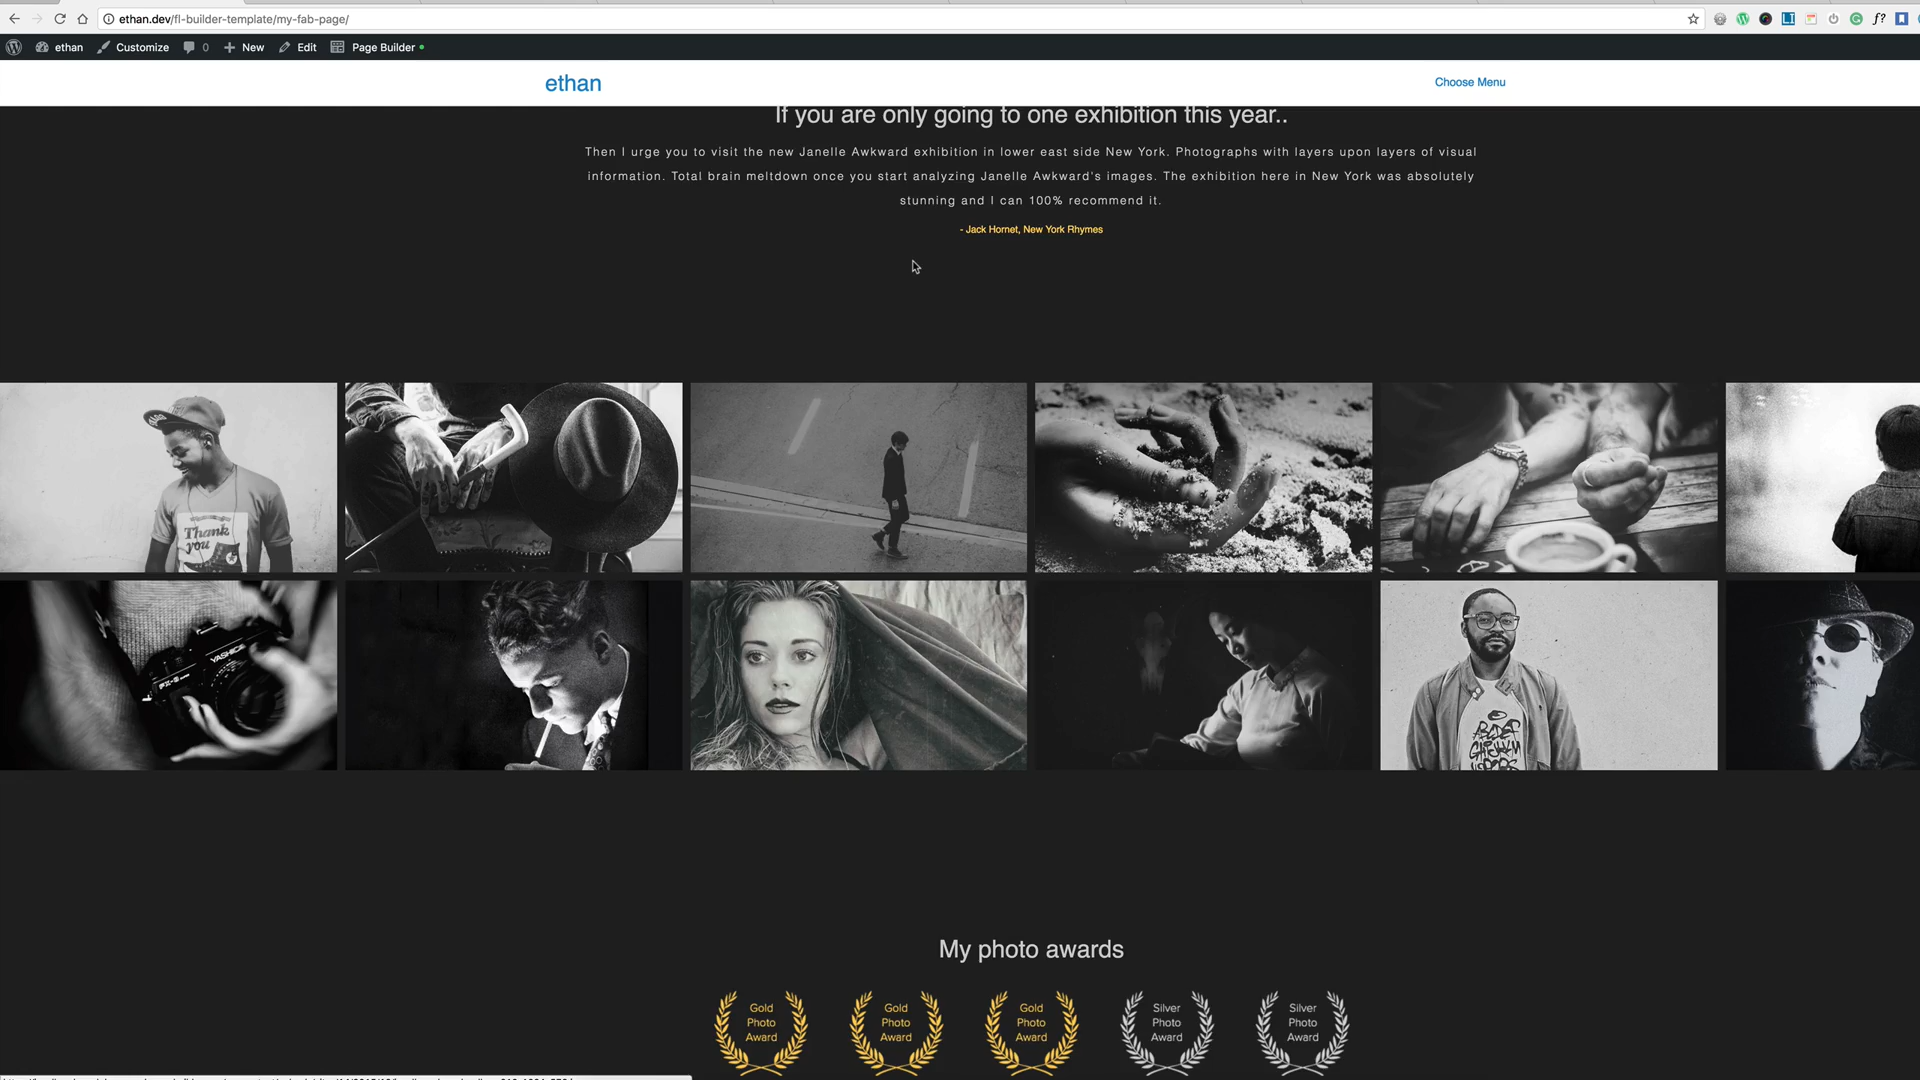 ethan.dev/fl-builder-template/my-fab-page/
ethan
Customize
0
New
Edit
Page Builder
ethan
Choose Menu
If you are only going to one exhibition this year..
Then I urge you to visit the new Janelle Awkward exhibition in lower east side New York. Photographs with layers upon layers of visual
information. Total brain meltdown once you start analyzing Janelle Awkward's images. The exhibition here in New York was absolutely
stunning and I can 100% recommend it.
- Jack Hornet, New York Rhymes
Thank
you
YASHICA
My photo awards
Gold
Photo
Award
Gold
Photo
Award
Gold
Photo
Award
Silver
Photo
Award
Silver
Photo
Award